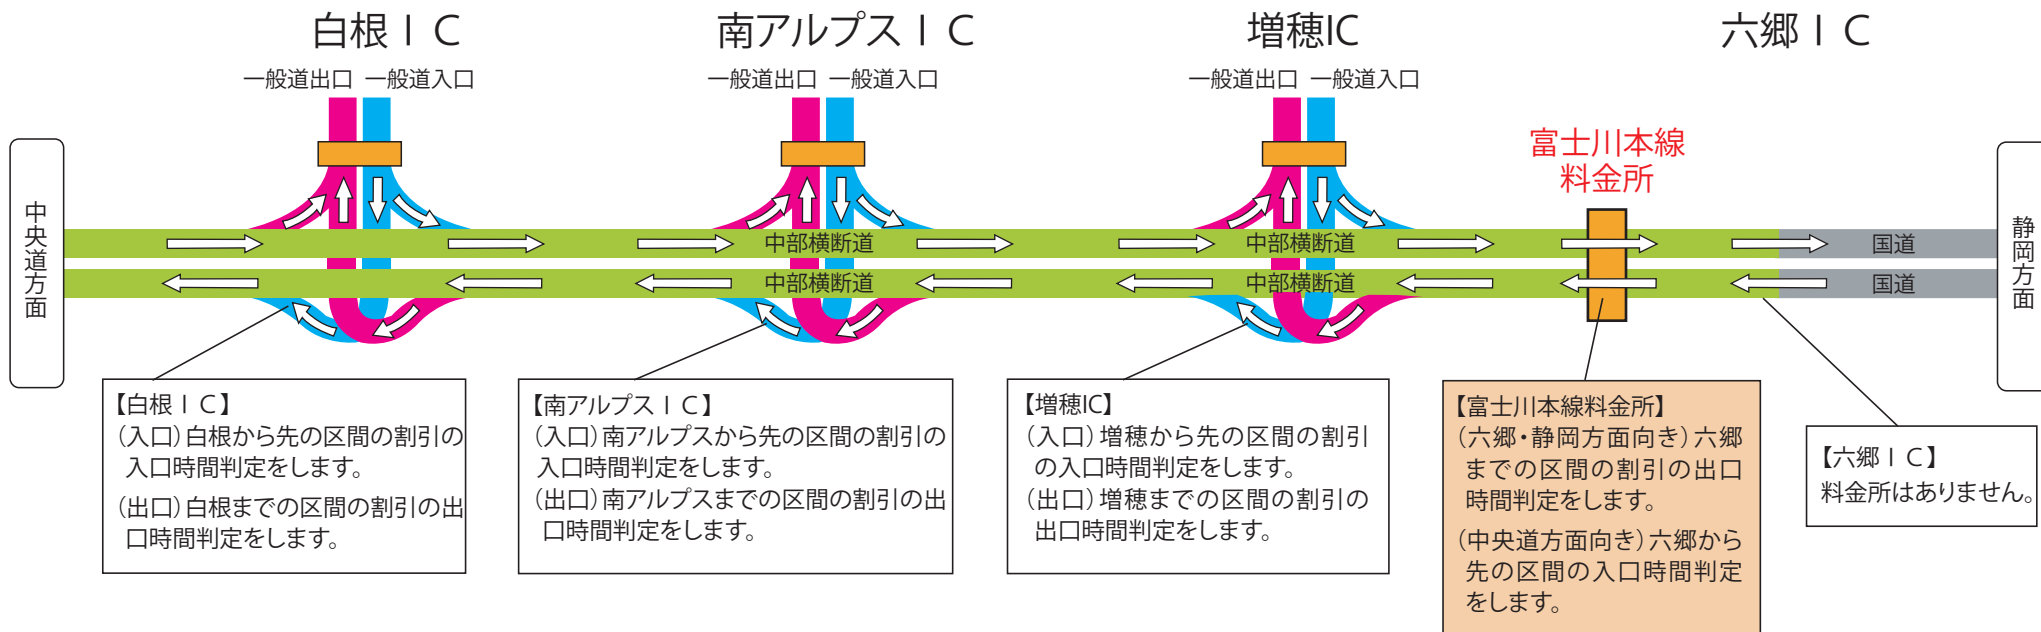 白根ＩＣ
南アルプスＩＣ
増穂IC
六郷ＩＣ
一般道出口 一般道入口
一般道出口 一般道入口
一般道出口 一般道入口
富士川本線
料金所
中央道方面
静岡方面
中部横断道
中部横断道
国道
中部横断道
中部横断道
国道
【白根ＩＣ】
（入口）白根から先の区間の割引の
入口時間判定をします。
（出口）白根までの区間の割引の出
口時間判定をします。
【南アルプスＩＣ】
（入口）南アルプスから先の区間の割引の
入口時間判定をします。
（出口）南アルプスまでの区間の割引の出
口時間判定をします。
【増穂IC】
（入口）増穂から先の区間の割引
の入口時間判定をします。
（出口）増穂までの区間の割引の
出口時間判定をします。
【富士川本線料金所】
（六郷・静岡方面向き）六郷
までの区間の割引の出口
時間判定をします。
（中央道方面向き）六郷から
先の区間の入口時間判定
をします。
【六郷ＩＣ】
料金所はありません。